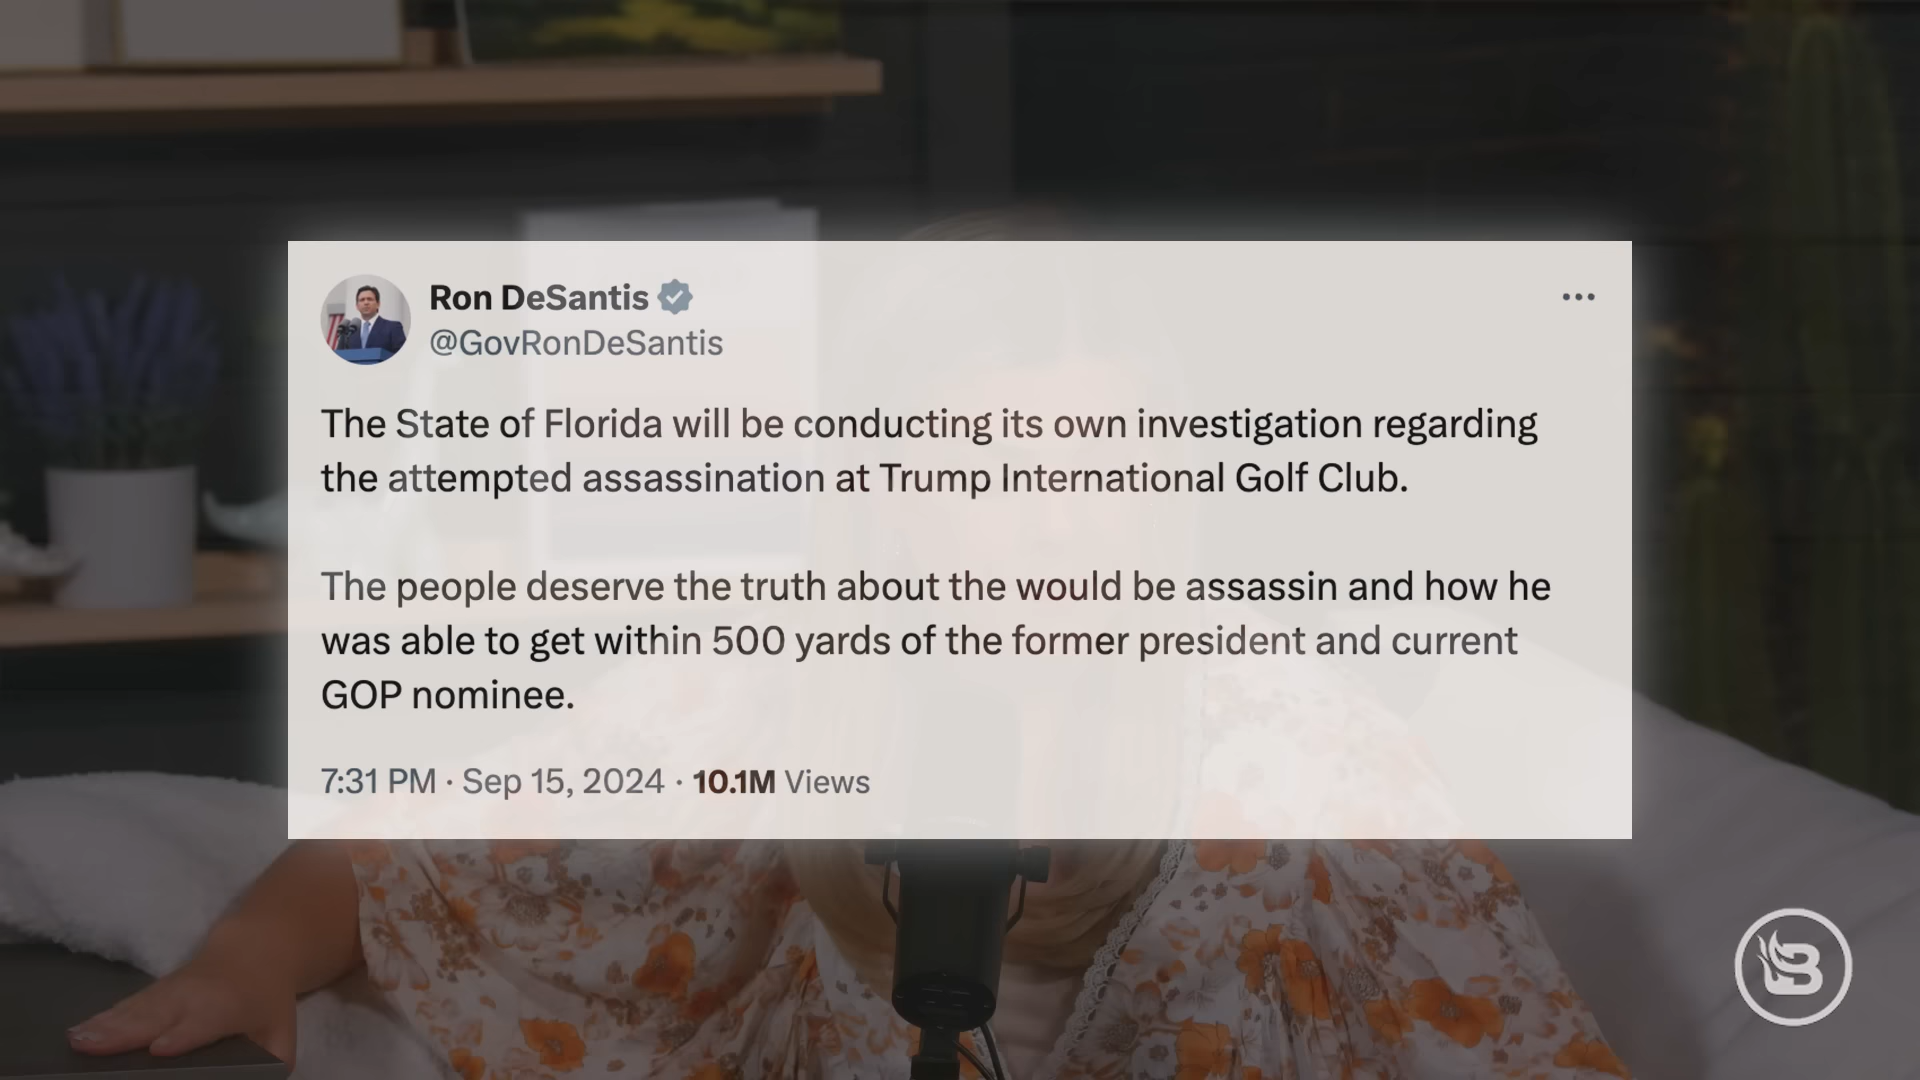 Ron DeSantis
@GovRonDeSantis
The State of Florida will be conducting its own investigation regarding
the attempted assassination at Trump International Golf Club.
The people deserve the truth about the would be assassin and how he
was able to get within 500 yards of the former president and current
GOP nominee.
7:31 PM · Sep 15, 2024 · 10.1M Views
B